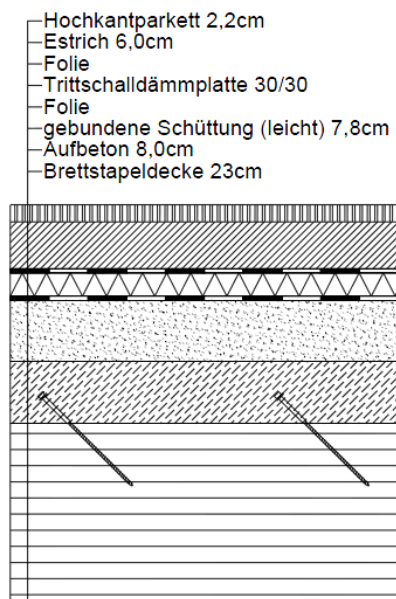 Hochkantparkett 2,2cm
Estrich 6,0cm
Folie
Trittschalldämmplatte 30/30
Folie
gebundene Schüttung (leicht) 7,8cm
Aufbeton 8,0cm
Brettstapeldecke 23cm